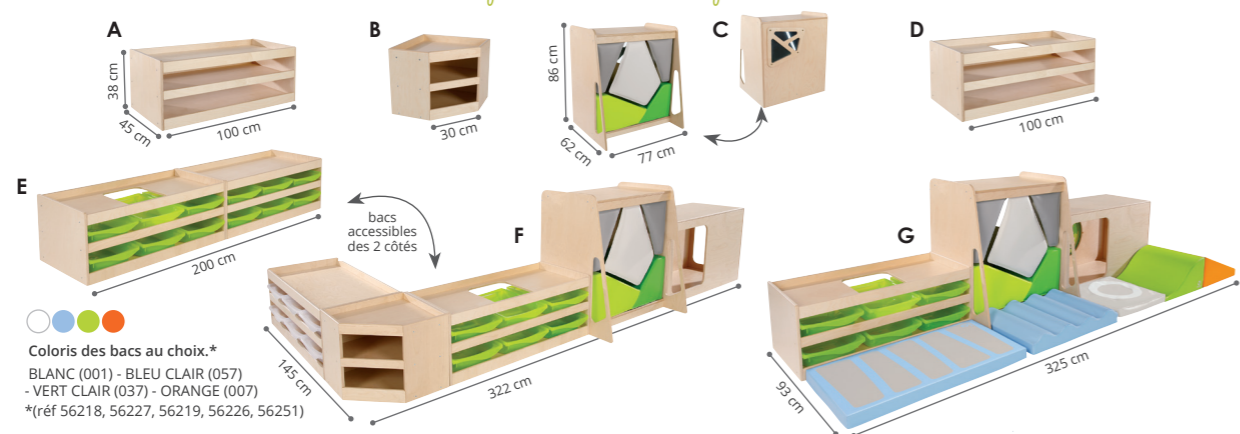 A
38 cm
45 cm
100 cm
B
30 cm
86 cm
62 cm
77 cm
C
D
100 cm
E
200 cm
bacs
accessibles
des 2 côtés
F
145 cm
322 cm
G
93 cm
325 cm
Coloris des bacs au choix.*
BLANC (001) - BLEU CLAIR (057)
- VERT CLAIR (037) - ORANGE (007)
*(réf 56218, 56227, 56219, 56226, 56251)